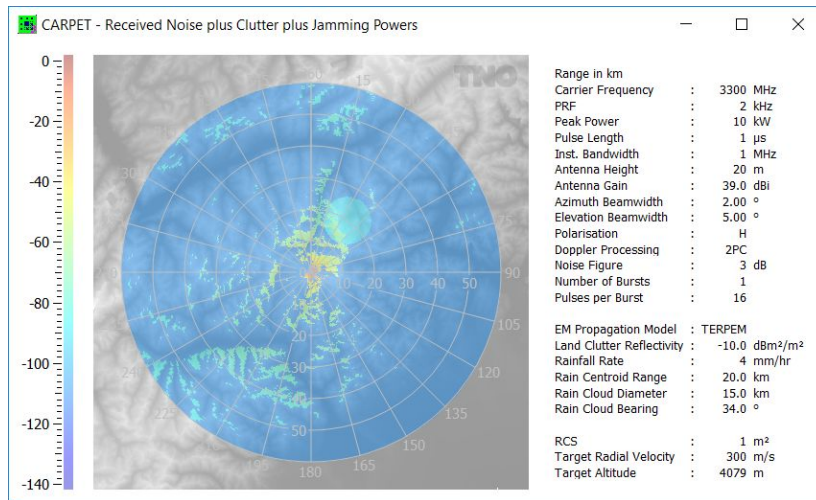 CARPET - Received Noise plus Clutter plus Jamming Powers
0
-20
-40
-60
-80
-100
-120
-140
TNO
15
30
90
105
120
135
150
180
225
10 20 30 40 50
20
30
40
50
Range in km
Carrier Frequency : 3300 MHz
PRF : 2 kHz
Peak Power : 10 kW
Pulse Length : 1 µs
Inst. Bandwidth : 1 MHz
Antenna Height : 20 m
Antenna Gain : 39.0 dBi
Azimuth Beamwidth : 2.00 °
Elevation Beamwidth : 5.00 °
Polarisation : H
Doppler Processing : 2PC
Noise Figure : 3 dB
Number of Bursts : 1
Pulses per Burst : 16
EM Propagation Model : TERPEM
Land Clutter Reflectivity : -10.0 dBm²/m²
Rainfall Rate : 4 mm/hr
Rain Centroid Range : 20.0 km
Rain Cloud Diameter : 15.0 km
Rain Cloud Bearing : 34.0 °
RCS : 1 m²
Target Radial Velocity : 300 m/s
Target Altitude : 4079 m